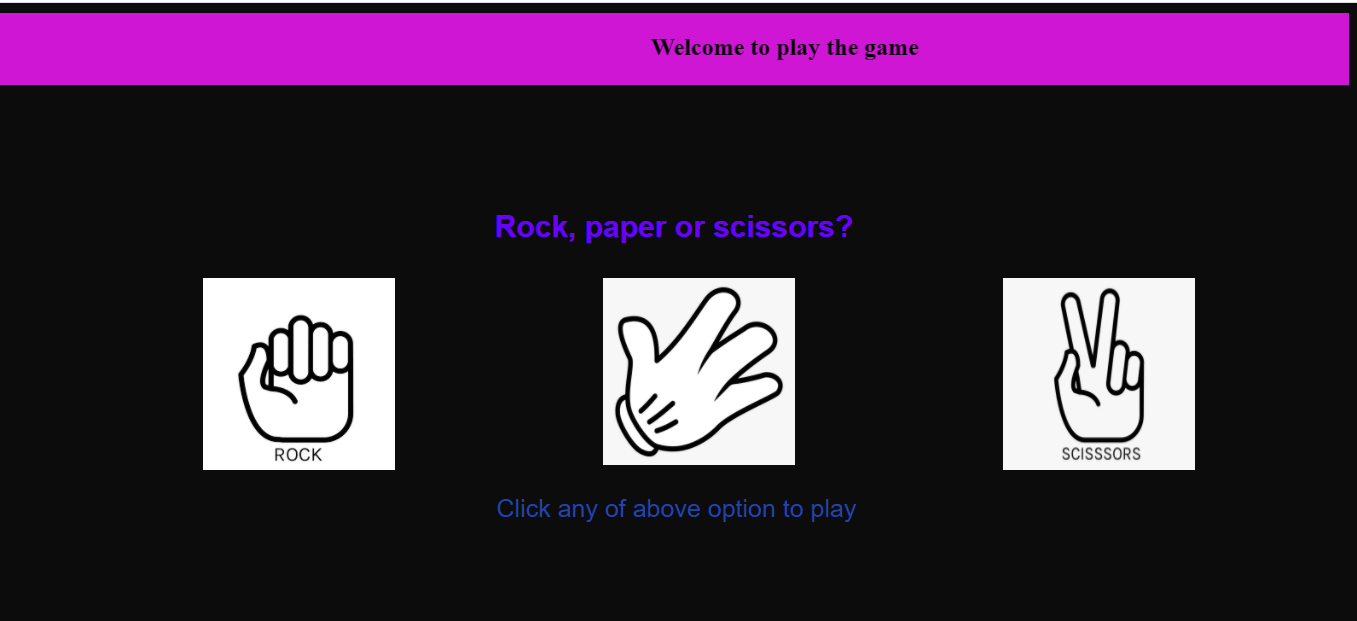 Welcome to play the game
Rock, paper or scissors?
ROCK
SCISSSORS
Click any of above option to play